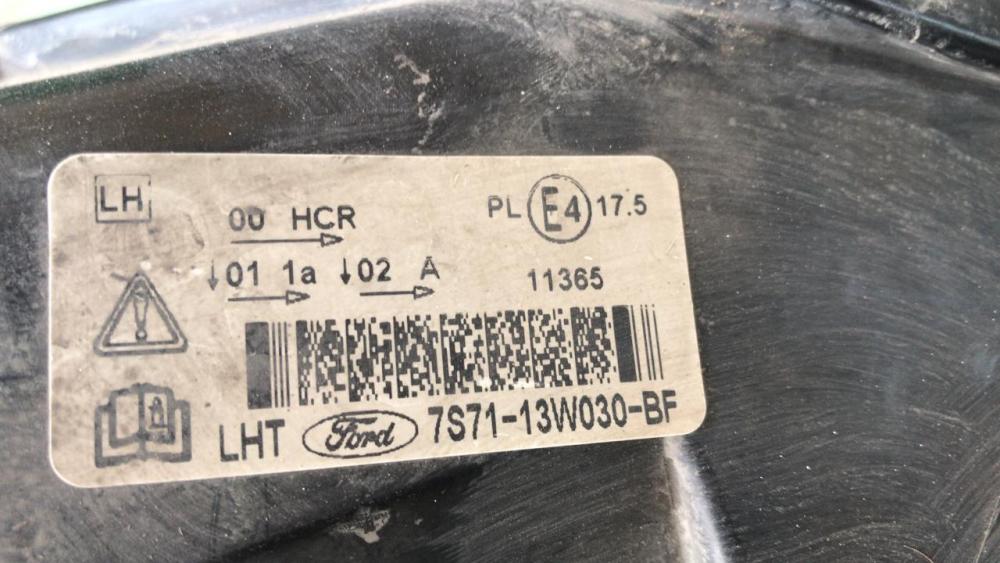 LH
00 HCR
PL E4 17.5
↓01 1a ↓02 A
11365
LHT Ford 7S71-13W030-BF